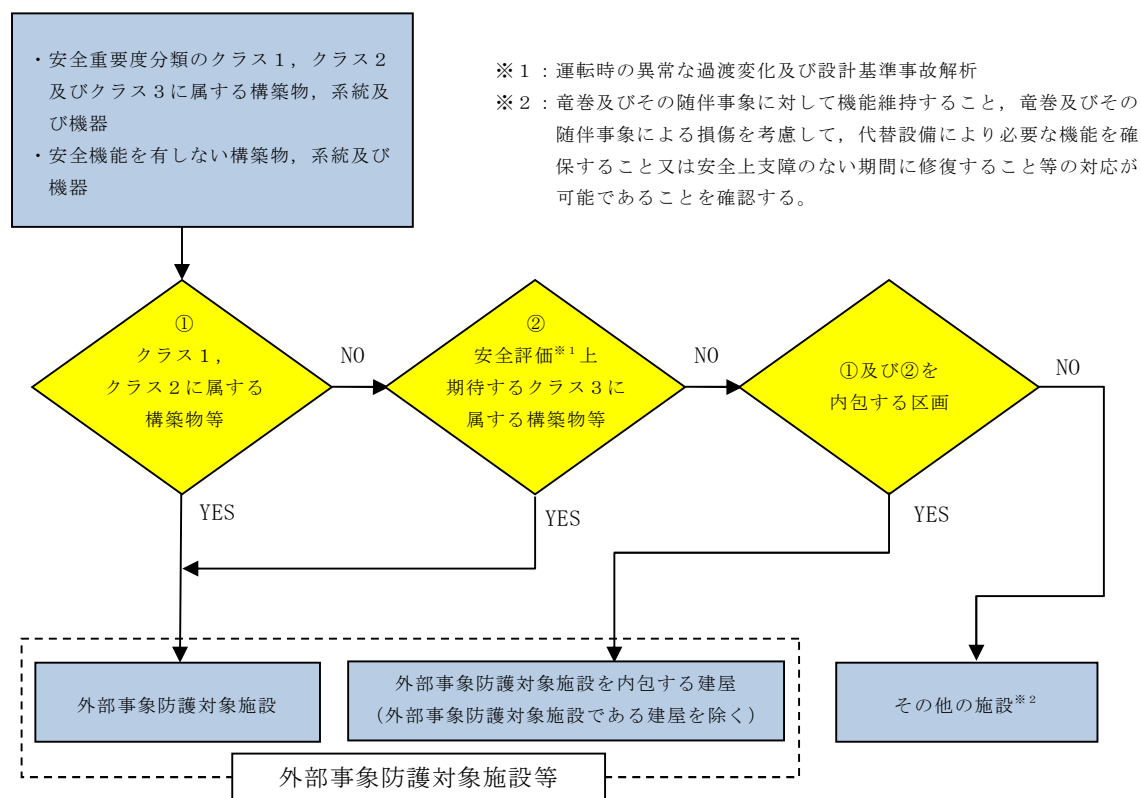 ・安全重要度分類のクラス１，クラス２
及びクラス３に属する構築物，系統及
び機器
・安全機能を有しない構築物，系統及び
機器
※１：運転時の異常な過渡変化及び設計基準事故解析
※２：竜巻及びその随伴事象に対して機能維持すること，竜巻及びその
随伴事象による損傷を考慮して，代替設備により必要な機能を確
保すること又は安全上支障のない期間に修復すること等の対応が
可能であることを確認する。
①
クラス１，
クラス２に属する
構築物等
NO
②
安全評価※１上
期待するクラス３に
属する構築物等
NO
①及び②を
内包する区画
NO
YES
YES
YES
外部事象防護対象施設
外部事象防護対象施設を内包する建屋
（外部事象防護対象施設である建屋を除く）
その他の施設※２
外部事象防護対象施設等